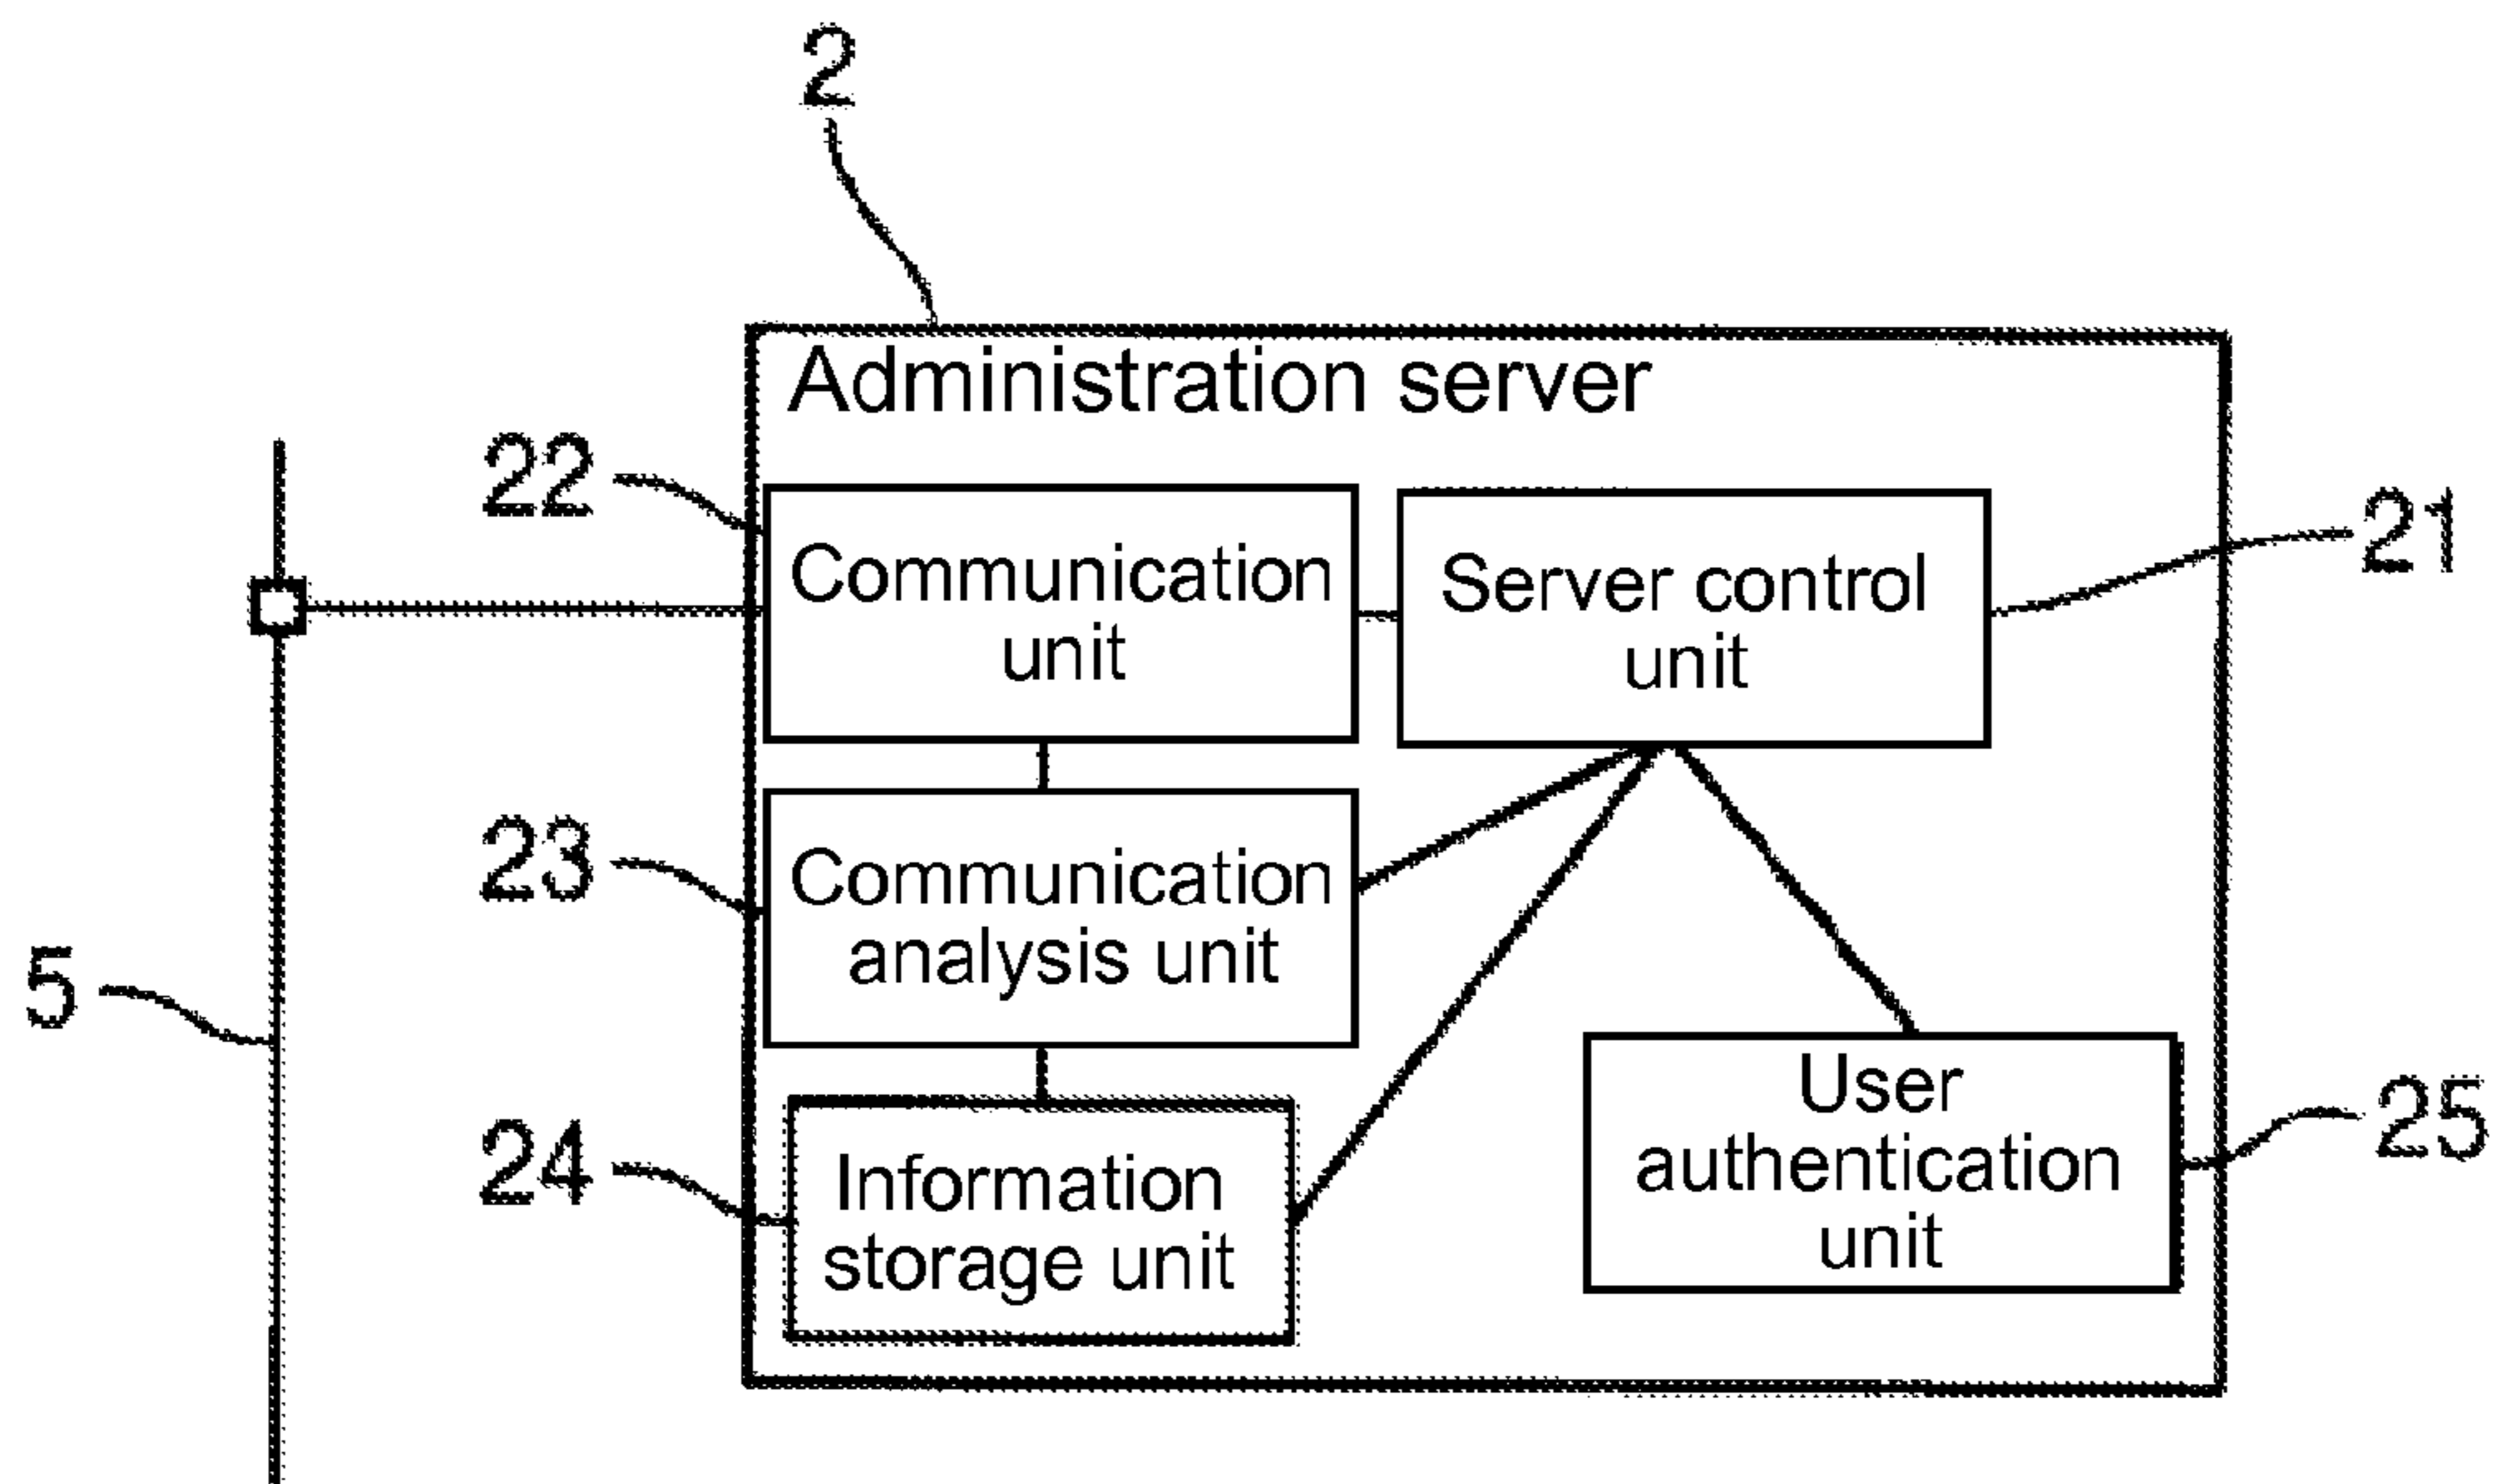 2
Administration server
22
Communication
unit
Server control
unit
21
23
Communication
analysis unit
5
24
Information
storage unit
User
authentication
unit
25